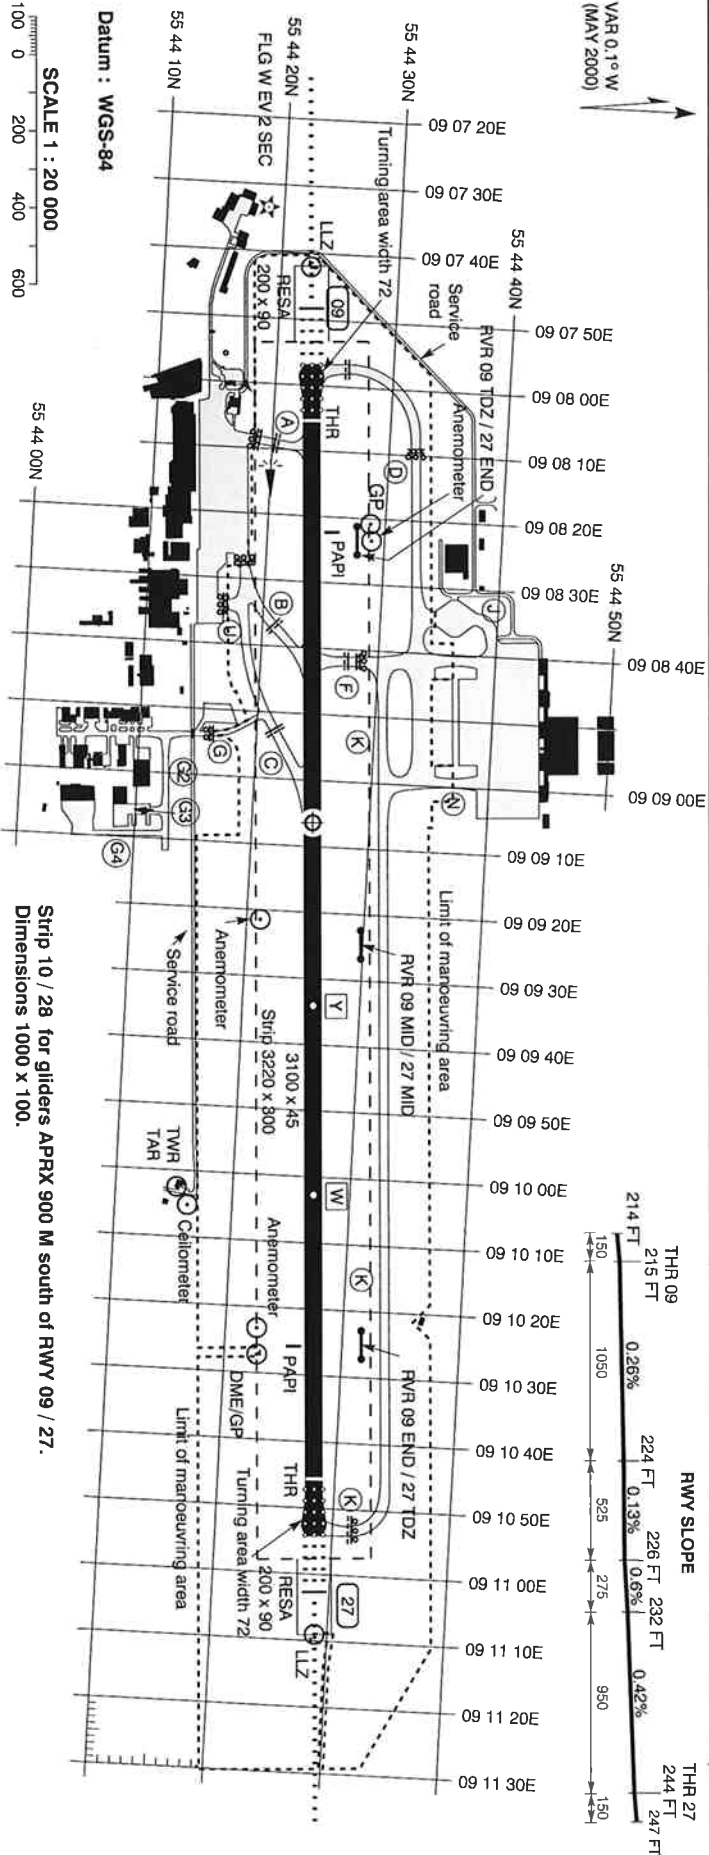 VAR 0.1° W
(MAY 2000)
09 07 20E
09 07 30E
09 07 40E
09 07 50E
09 08 00E
09 08 10E
09 08 20E
09 08 30E
09 08 40E
09 09 00E
09 09 10E
09 09 20E
09 09 30E
09 09 40E
09 09 50E
09 10 00E
09 10 10E
09 10 20E
09 10 30E
09 10 40E
09 10 50E
09 11 00E
09 11 10E
09 11 20E
09 11 30E
55 44 50N
55 44 40N
55 44 30N
55 44 20N
55 44 10N
55 44 00N
RWY SLOPE
THR 09
THR 27
214 FT
215 FT
224 FT
226 FT
232 FT
244 FT
247 FT
0.26%
0.13%
0.6%
0.42%
150
1050
525
275
950
150
Service
road
Turning area width 72
RVR 09 TDZ / 27 END
Anemometer
LLZ
FLG W EV 2 SEC
09
RESA
200 x 90
THR
GP
PAPI
A
D
B
U
J
F
K
C
G
G2
G3
G4
N
Limit of manoeuvring area
RVR 09 MID / 27 MID
Anemometer
Service road
Y
3100 x 45
Strip 3220 x 300
W
TWR
TAR
Ceilometer
K
Anemometer
PAPI
DME/GP
RVR 09 END / 27 TDZ
THR
K
Turning area width 72
RESA
200 x 90
27
LLZ
Limit of manoeuvring area
Datum : WGS-84
SCALE 1 : 20 000
100 0 200 400 600
Strip 10 / 28 for gliders APRX 900 M south of RWY 09 / 27.
Dimensions 1000 x 100.